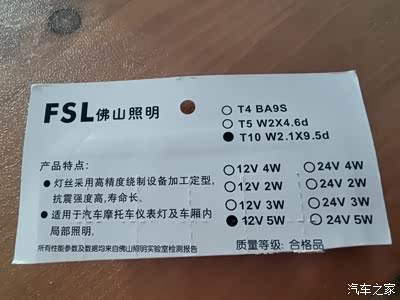 FSL 佛山照明
○ T4 BA9S
○ T5 W2X4.6d
● T10 W2.1X9.5d
产品特点：
● 灯丝采用高精度绕制设备加工定型，
抗震强度高，寿命长。
● 适用于汽车摩托车仪表灯及车厢内
局部照明。
○ 12V 4W ○ 24V 4W
○ 12V 2W ○ 24V 2W
○ 12V 3W ○ 24V 3W
● 12V 5W ○ 24V 5W
所有性能参数及数据均来自佛山照明实验室检测报告
质量等级：合格品
汽车之家